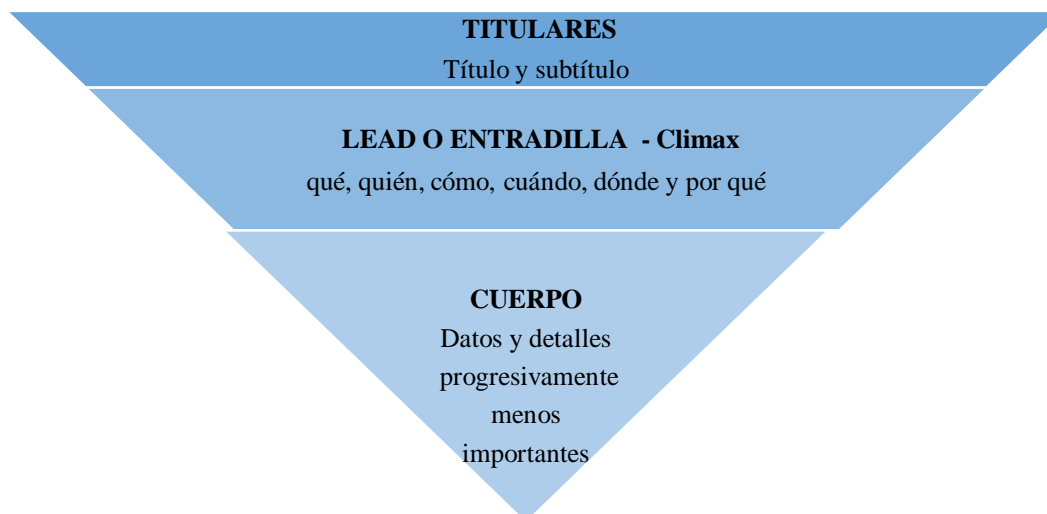 TITULARES
Título y subtítulo
LEAD O ENTRADILLA - Climax
qué, quién, cómo, cuándo, dónde y por qué
CUERPO
Datos y detalles
progresivamente
menos
importantes